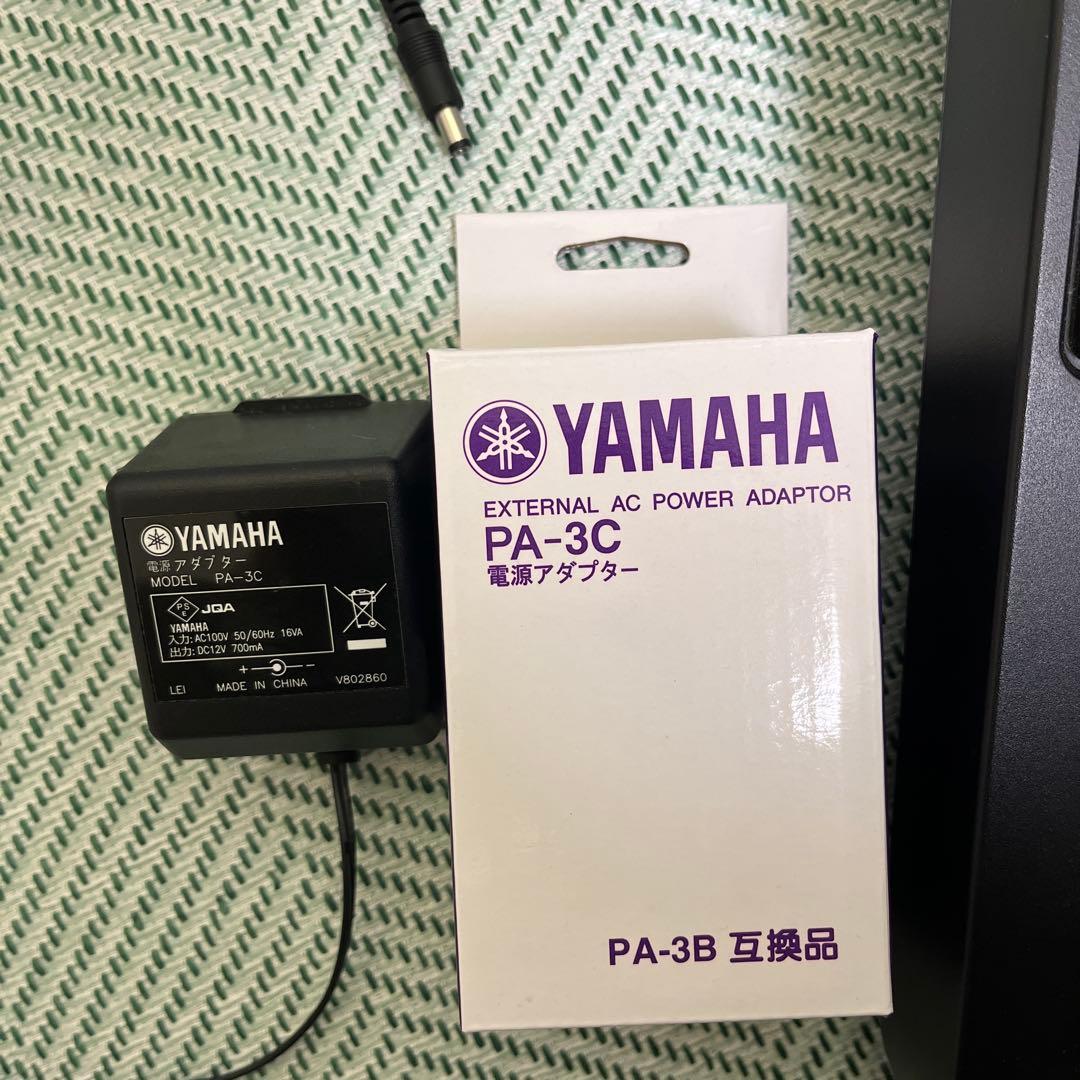 YAMAHA
電源アダプター
MODEL PA-3C
PS
E
JQA
YAMAHA
入力:AC100V 50/60Hz 16VA
出力:DC12V 700mA
+ -
LEI MADE IN CHINA V802860
YAMAHA
EXTERNAL AC POWER ADAPTOR
PA-3C
電源アダプター
PA-3B 互換品